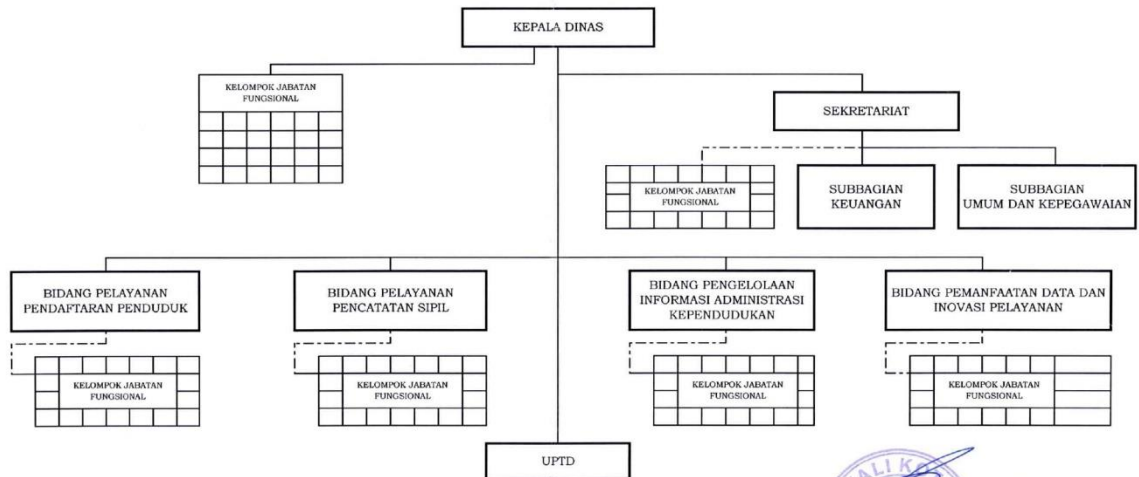 KEPALA DINAS
KELOMPOK JABATAN
FUNGSIONAL
SEKRETARIAT
KELOMPOK JABATAN
FUNGSIONAL
SUBBAGIAN
KEUANGAN
SUBBAGIAN
UMUM DAN KEPEGAWAIAN
BIDANG PELAYANAN
PENDAFTARAN PENDUDUK
BIDANG PELAYANAN
PENCATATAN SIPIL
BIDANG PENGELOLAAN
INFORMASI ADMINISTRASI
KEPENDUDUKAN
BIDANG PEMANFAATAN DATA DAN
INOVASI PELAYANAN
KELOMPOK JABATAN
FUNGSIONAL
KELOMPOK JABATAN
FUNGSIONAL
KELOMPOK JABATAN
FUNGSIONAL
KELOMPOK JABATAN
FUNGSIONAL
UPTD